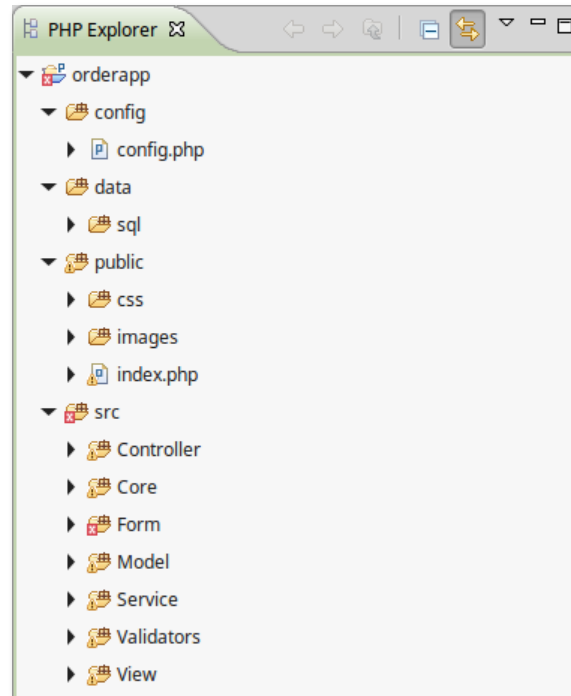 PHP Explorer
orderapp
config
config.php
data
sql
public
css
images
index.php
src
Controller
Core
Form
Model
Service
Validators
View